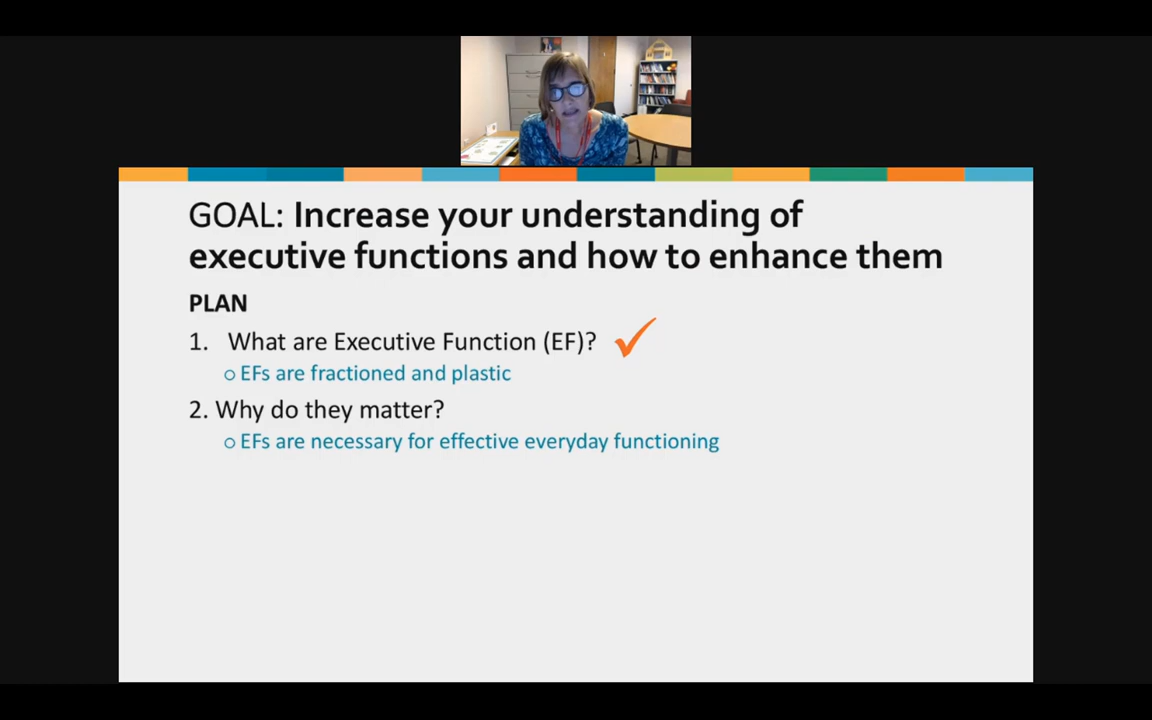 GOAL: Increase your understanding of
executive functions and how to enhance them
PLAN
1. What are Executive Function (EF)?
○ EFs are fractioned and plastic
2. Why do they matter?
○ EFs are necessary for effective everyday functioning